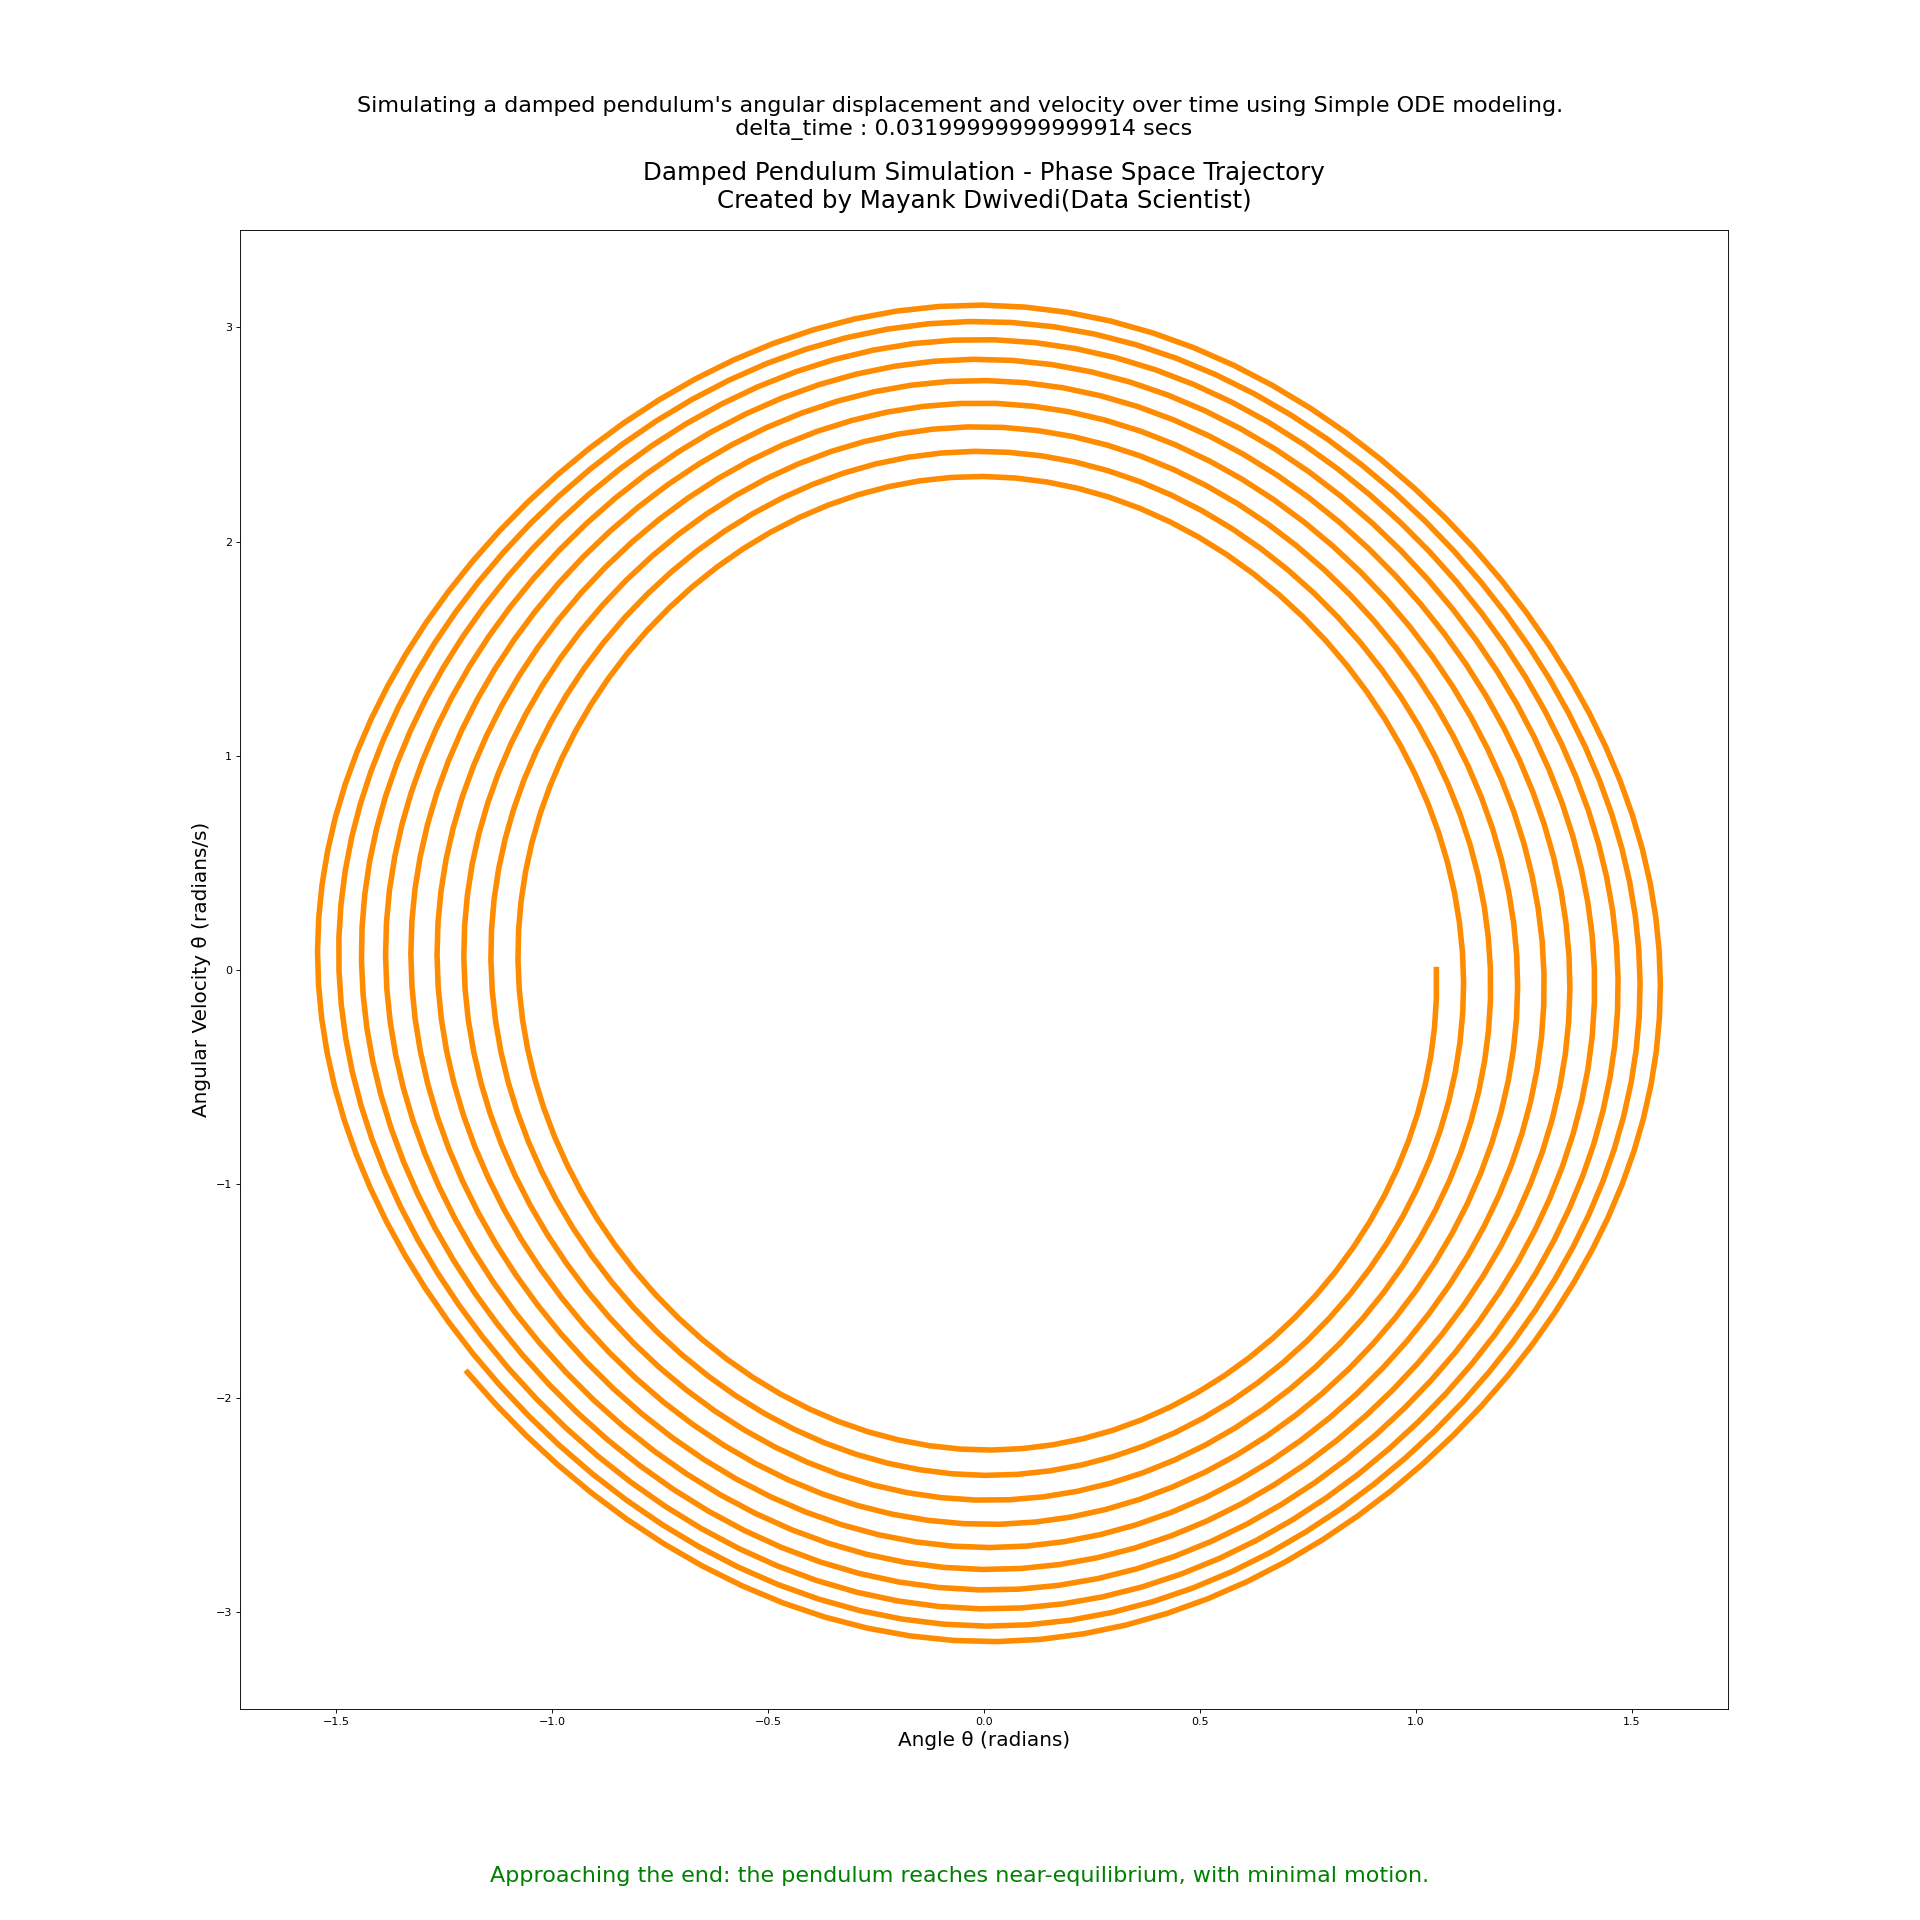 Simulating a damped pendulum's angular displacement and velocity over time using Simple ODE modeling.
delta_time : 0.03199999999999914 secs
Damped Pendulum Simulation - Phase Space Trajectory
Created by Mayank Dwivedi(Data Scientist)
Angular Velocity θ (radians/s)
3
2
1
0
−1
−2
−3
−1.5
−1.0
−0.5
0.0
0.5
1.0
1.5
Angle θ (radians)
Approaching the end: the pendulum reaches near-equilibrium, with minimal motion.